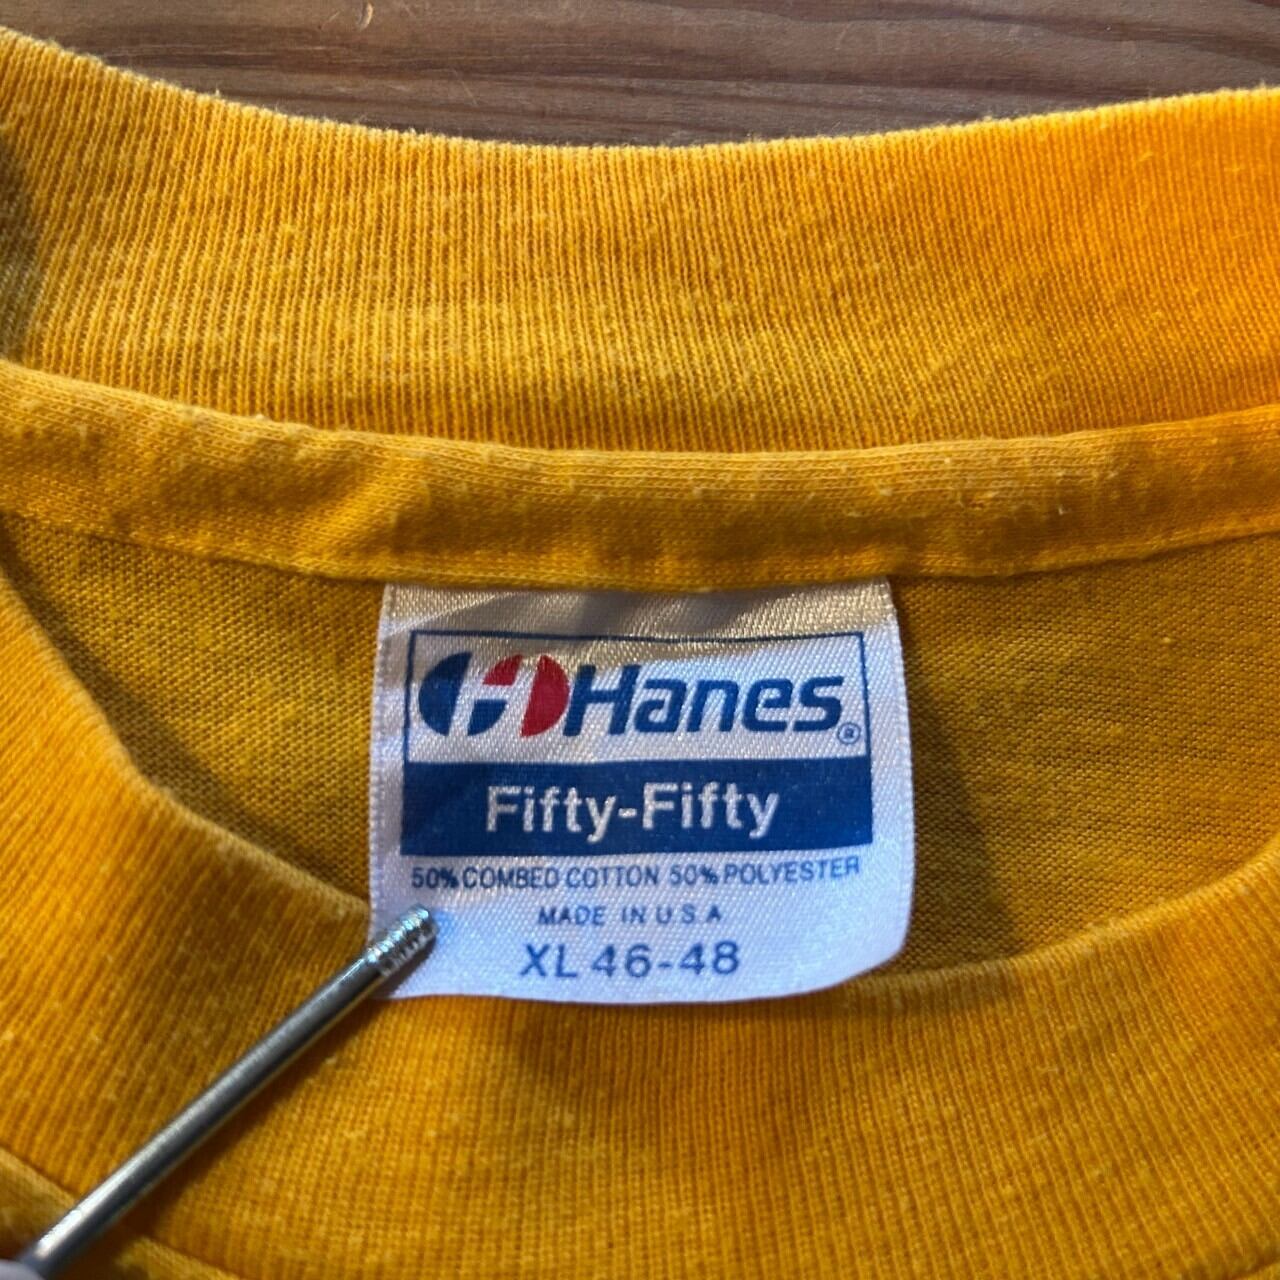 Hanes®
Fifty-Fifty
50% COMBED COTTON 50% POLYESTER
MADE IN U.S.A
XL 46-48